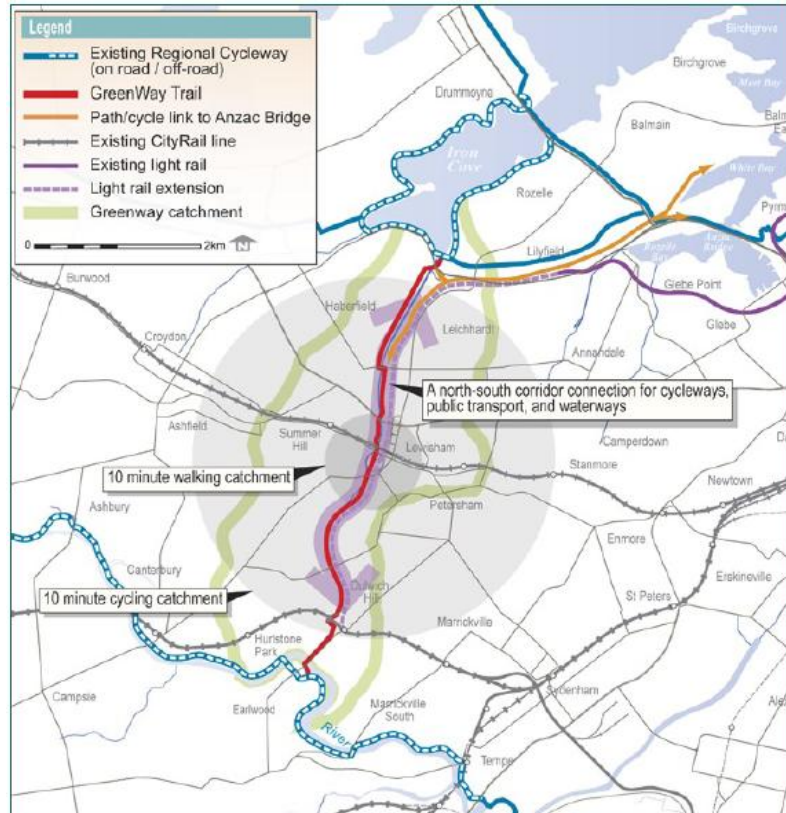 Legend
Existing Regional Cycleway
(on road / off-road)
GreenWay Trail
Path/cycle link to Anzac Bridge
Existing CityRail line
Existing light rail
Light rail extension
Greenway catchment
0 2km N
Birchgrove
Birchgrove
Drummoyne
Balmain
Iron
Cove
White Bay
Rozelle
Lilyfield
Rozelle
Bay
Glebe Point
Glebe
Burwood
Haberfield
Croydon
Leichhardt
Annandale
A north-south corridor connection for cycleways,
public transport, and waterways
Ashfield
Summer
Hill
Lewisham
Camperdown
Stanmore
10 minute walking catchment
Newtown
Petersham
Ashbury
Enmore
Canterbury
Erskineville
10 minute cycling catchment
Dulwich
Hill
St Peters
Marrickville
Hurlstone
Park
Campsie
Earlwood
Marrickville
South
Sydenham
River
Tempe